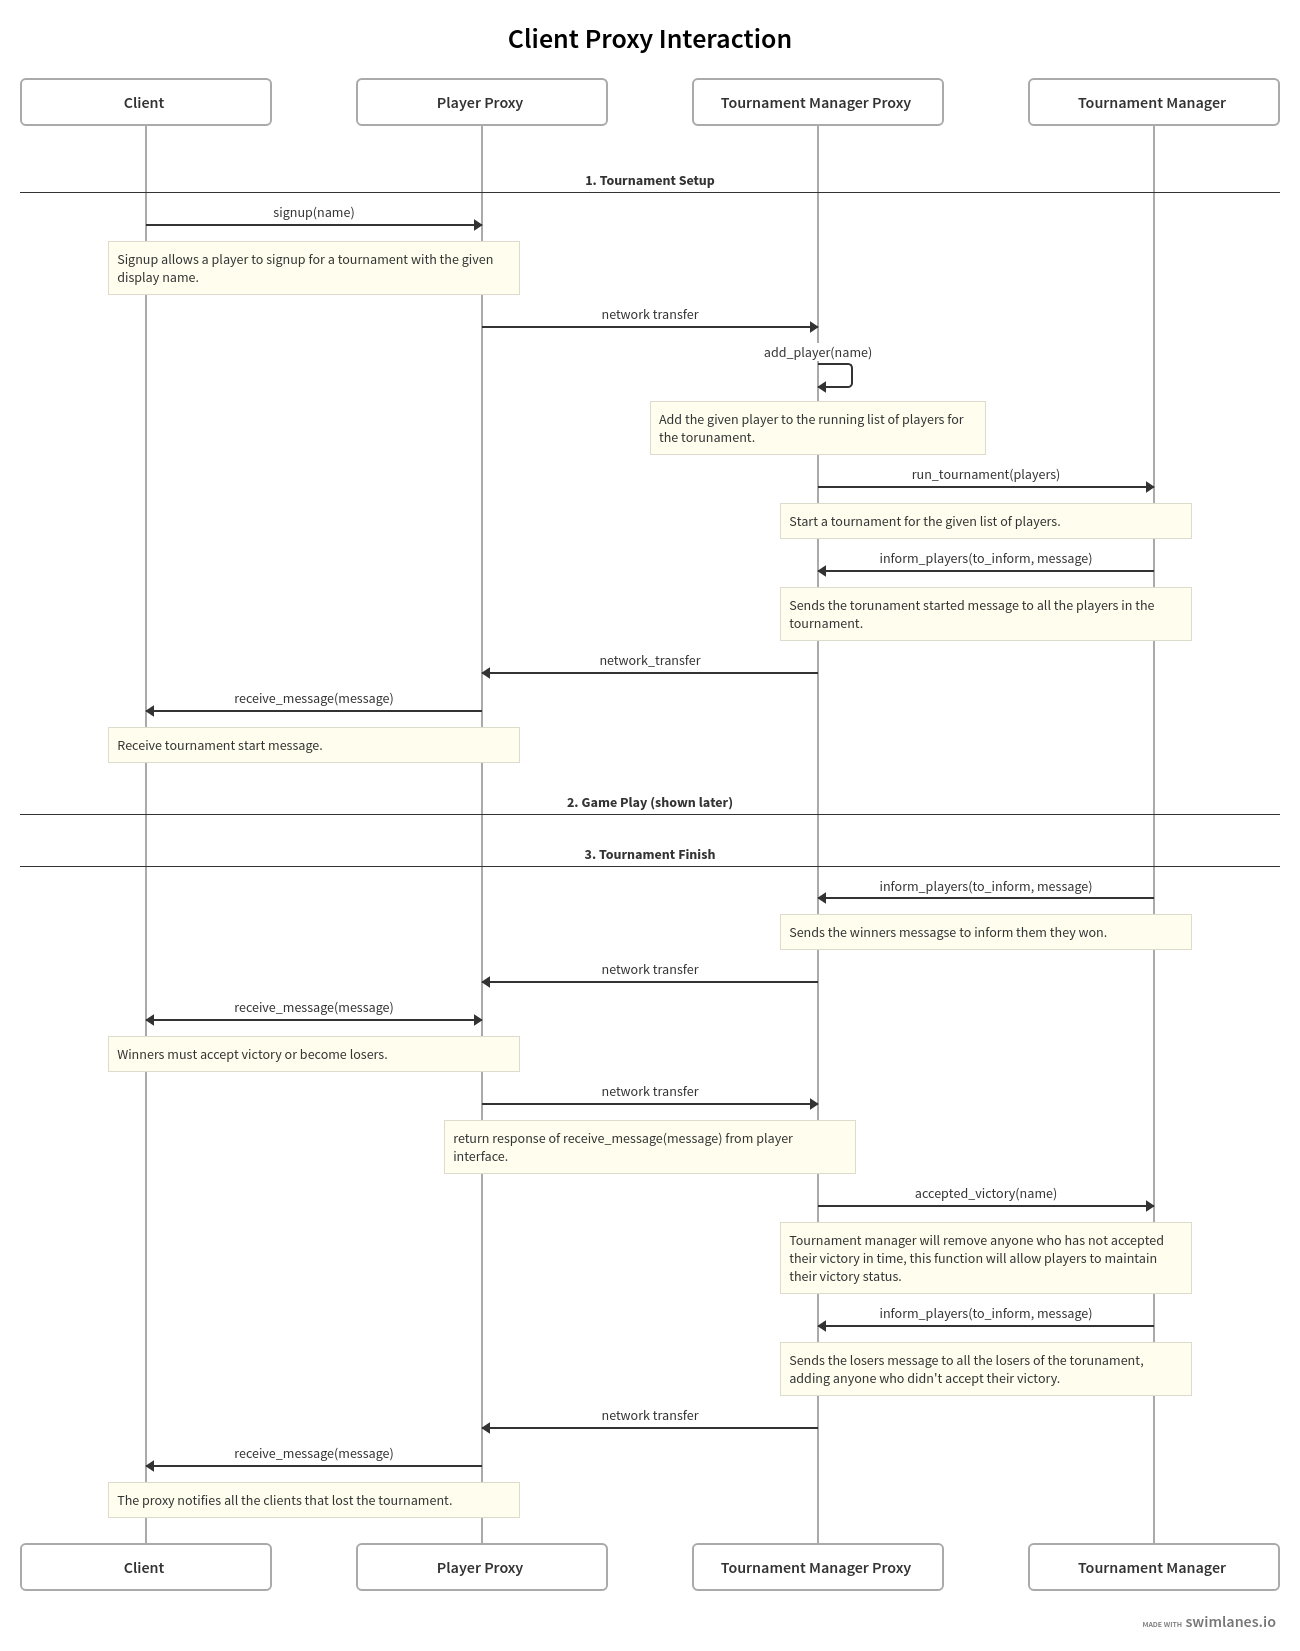 Client Proxy Interaction
Client
Player Proxy
Tournament Manager Proxy
Tournament Manager
1. Tournament Setup
signup(name)
Signup allows a player to signup for a tournament with the given
display name.
network transfer
add_player(name)
Add the given player to the running list of players for
the torunament.
run_tournament(players)
Start a tournament for the given list of players.
inform_players(to_inform, message)
Sends the torunament started message to all the players in the
tournament.
network_transfer
receive_message(message)
Receive tournament start message.
2. Game Play (shown later)
3. Tournament Finish
inform_players(to_inform, message)
Sends the winners messagse to inform them they won.
network transfer
receive_message(message)
Winners must accept victory or become losers.
network transfer
return response of receive_message(message) from player
interface.
accepted_victory(name)
Tournament manager will remove anyone who has not accepted
their victory in time, this function will allow players to maintain
their victory status.
inform_players(to_inform, message)
Sends the losers message to all the losers of the torunament,
adding anyone who didn't accept their victory.
network transfer
receive_message(message)
The proxy notifies all the clients that lost the tournament.
Client
Player Proxy
Tournament Manager Proxy
Tournament Manager
MADE WITH swimlanes.io